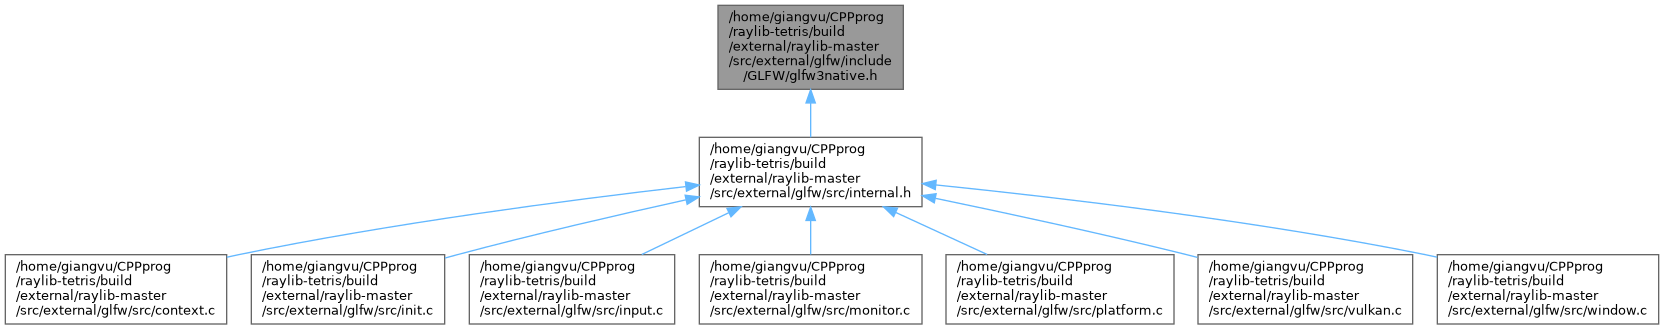 /home/giangvu/CPPprog
/raylib-tetris/build
/external/raylib-master
/src/external/glfw/include
/GLFW/glfw3native.h
/home/giangvu/CPPprog
/raylib-tetris/build
/external/raylib-master
/src/external/glfw/src/internal.h
/home/giangvu/CPPprog
/raylib-tetris/build
/external/raylib-master
/src/external/glfw/src/context.c
/home/giangvu/CPPprog
/raylib-tetris/build
/external/raylib-master
/src/external/glfw/src/init.c
/home/giangvu/CPPprog
/raylib-tetris/build
/external/raylib-master
/src/external/glfw/src/input.c
/home/giangvu/CPPprog
/raylib-tetris/build
/external/raylib-master
/src/external/glfw/src/monitor.c
/home/giangvu/CPPprog
/raylib-tetris/build
/external/raylib-master
/src/external/glfw/src/platform.c
/home/giangvu/CPPprog
/raylib-tetris/build
/external/raylib-master
/src/external/glfw/src/vulkan.c
/home/giangvu/CPPprog
/raylib-tetris/build
/external/raylib-master
/src/external/glfw/src/window.c